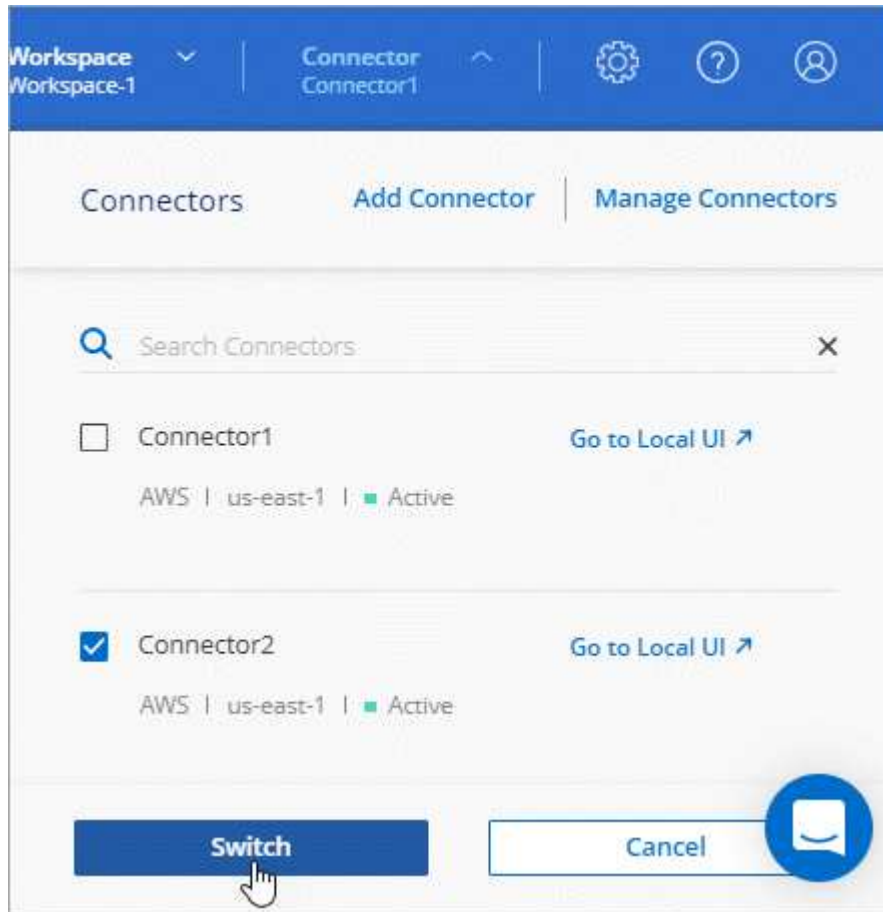 Workspace
Workspace-1
Connector
Connector1
Connectors
Add Connector
Manage Connectors
Search Connectors
Connector1
Go to Local UI
AWS | us-east-1 | Active
Connector2
Go to Local UI
AWS | us-east-1 | Active
Switch
Cancel